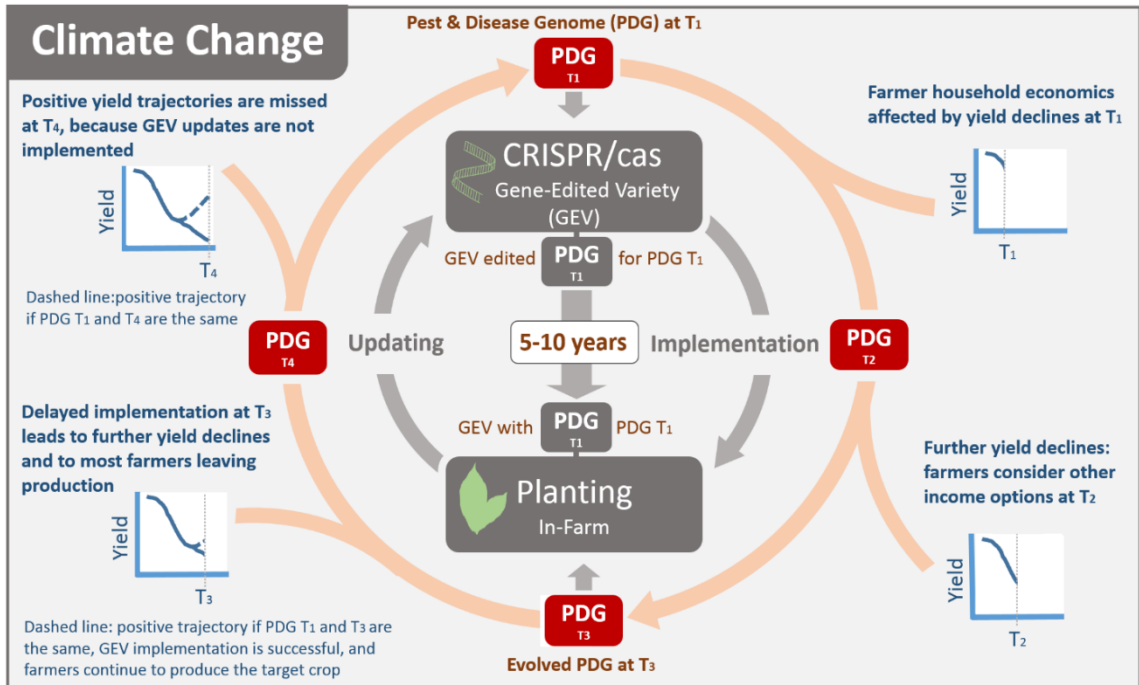 Climate Change
Pest & Disease Genome (PDG) at T₁
PDG
T1
Positive yield trajectories are missed
at T₄, because GEV updates are not
implemented
Yield
T₄
Dashed line:positive trajectory
if PDG T₁ and T₄ are the same
Farmer household economics
affected by yield declines at T₁
Yield
T₁
CRISPR/cas
Gene-Edited Variety
(GEV)
GEV edited
PDG
T1
for PDG T₁
PDG
T4
Updating
5-10 years
Implementation
PDG
T2
Delayed implementation at T₃
leads to further yield declines
and to most farmers leaving
production
Yield
T₃
Dashed line: positive trajectory if PDG T₁ and T₃ are
the same, GEV implementation is successful, and
farmers continue to produce the target crop
GEV with
PDG
T1
PDG T₁
Planting
In-Farm
PDG
T3
Evolved PDG at T₃
Further yield declines:
farmers consider other
income options at T₂
Yield
T₂